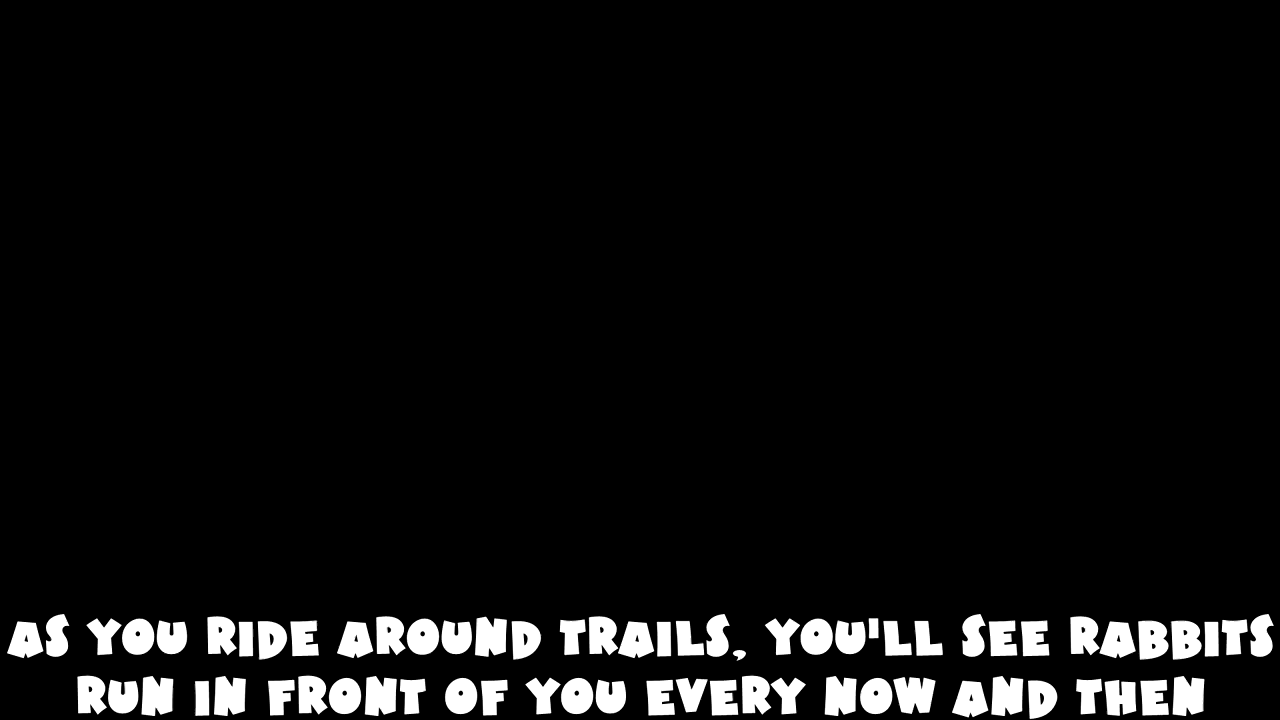 AS YOU RIDE AROUND TRAILS, YOU'LL SEE RABBITS
RUN IN FRONT OF YOU EVERY NOW AND THEN